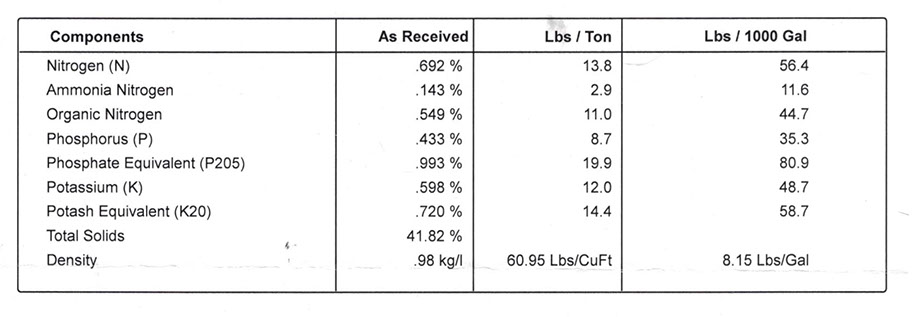 Components As Received Lbs / Ton Lbs / 1000 Gal
Nitrogen (N) .692 % 13.8 56.4
Ammonia Nitrogen .143 % 2.9 11.6
Organic Nitrogen .549 % 11.0 44.7
Phosphorus (P) .433 % 8.7 35.3
Phosphate Equivalent (P205) .993 % 19.9 80.9
Potassium (K) .598 % 12.0 48.7
Potash Equivalent (K20) .720 % 14.4 58.7
Total Solids 41.82 %
Density .98 kg/l 60.95 Lbs/CuFt 8.15 Lbs/Gal